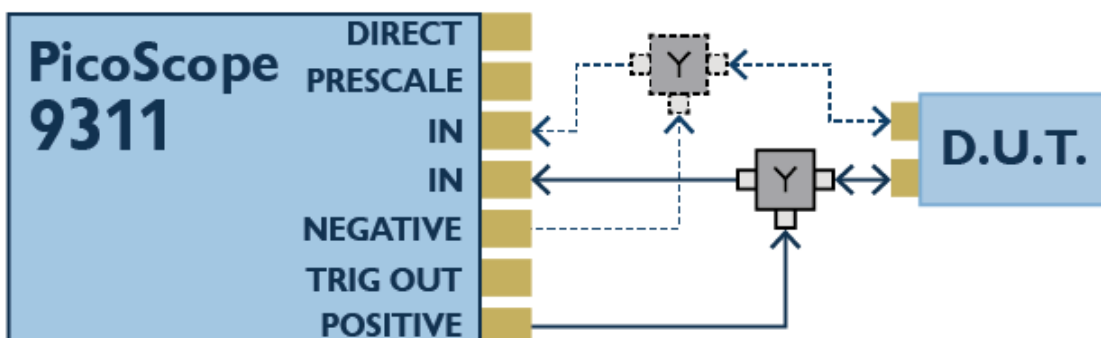 PicoScope
9311
DIRECT
PRESCALE
IN
IN
NEGATIVE
TRIG OUT
POSITIVE
Y
Y
D.U.T.